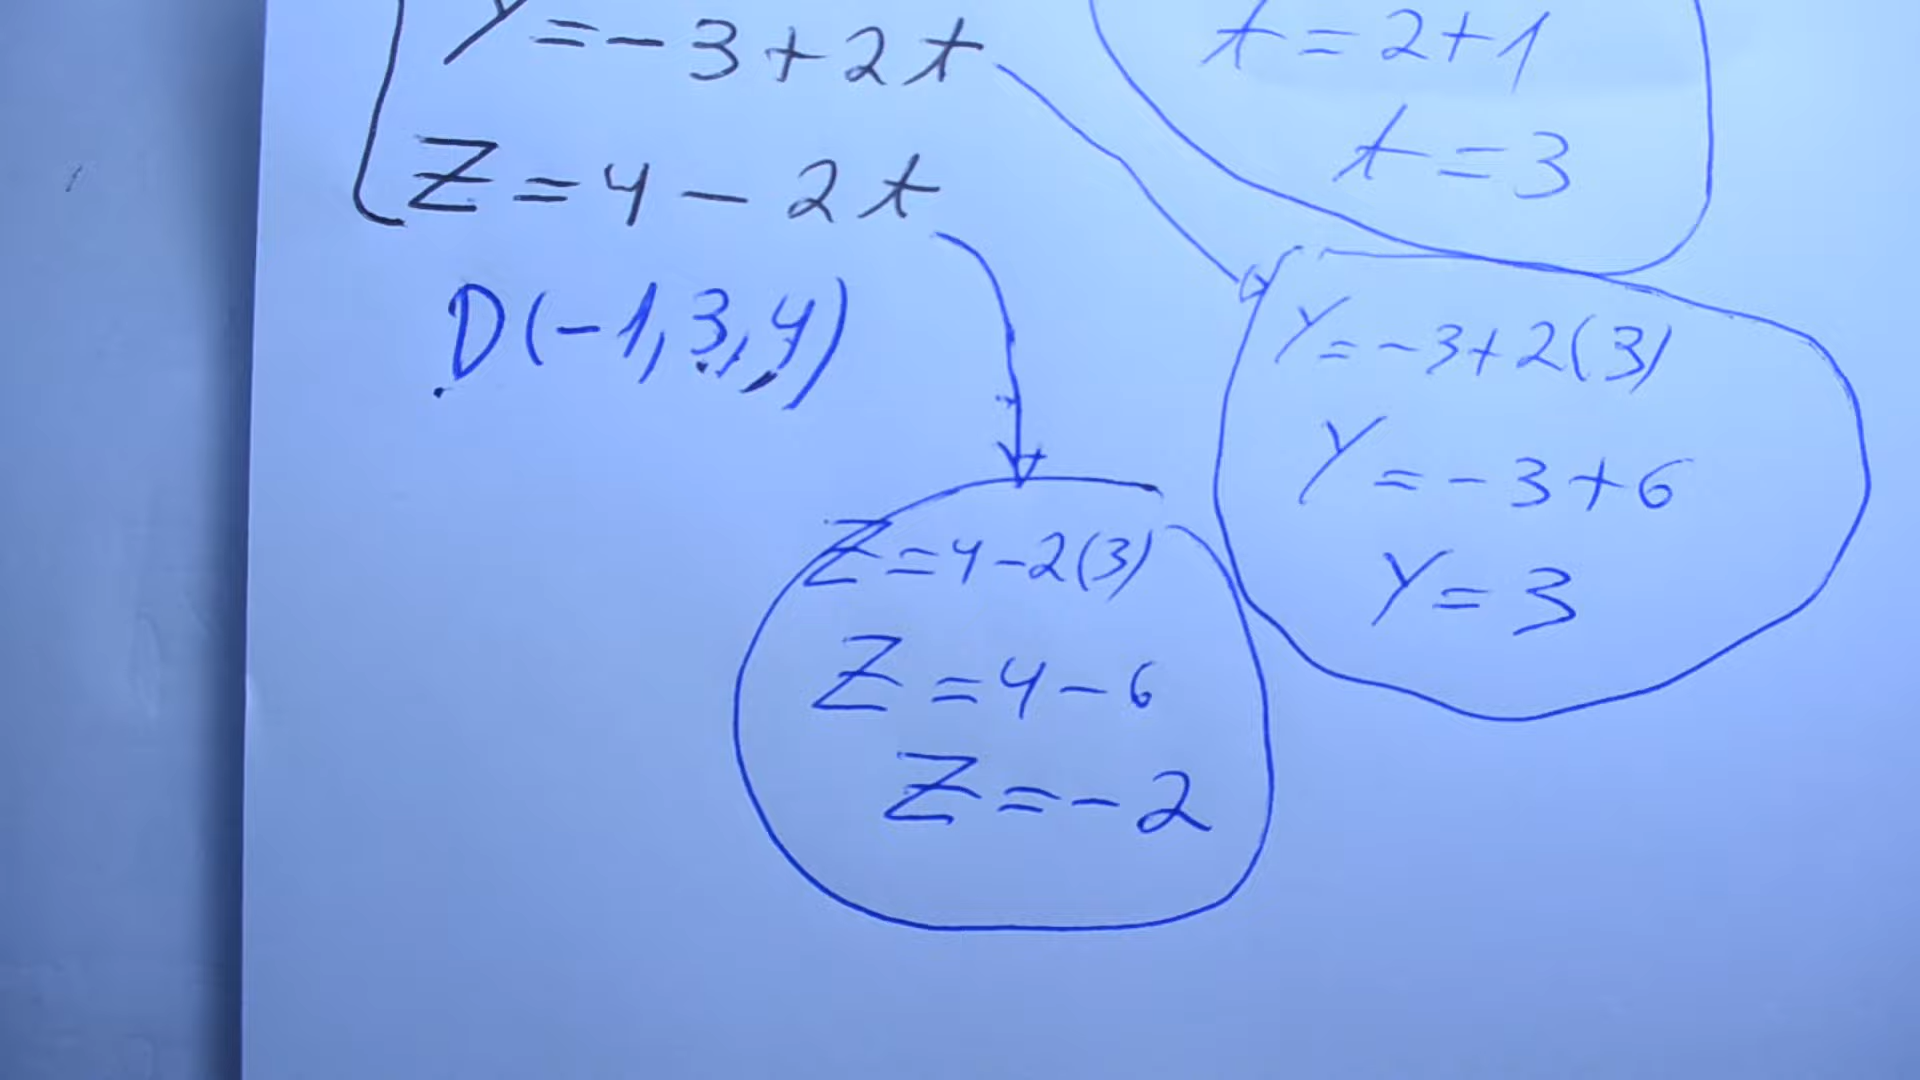 Y = -3 + 2t
Z = 4 - 2t
D(-1, 3, 4)
t = 2 + 1
t = 3
Y = -3 + 2(3)
Y = -3 + 6
Y = 3
Z = 4 - 2(3)
Z = 4 - 6
Z = -2